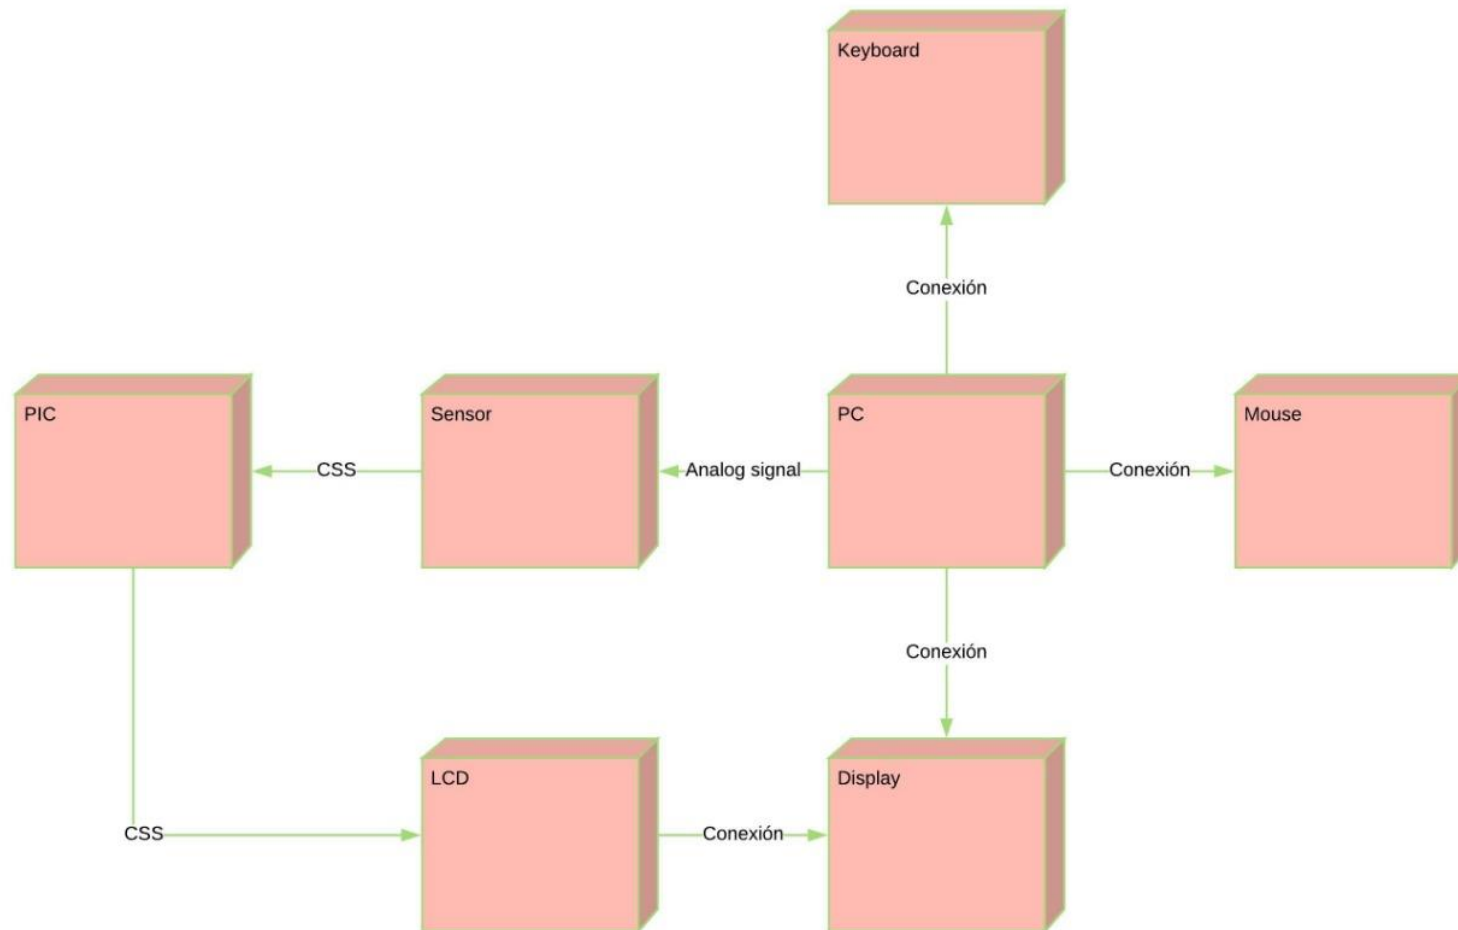 Keyboard
Conexión
PIC
CSS
Sensor
Analog signal
PC
Conexión
Mouse
Conexión
LCD
Display
CSS
Conexión